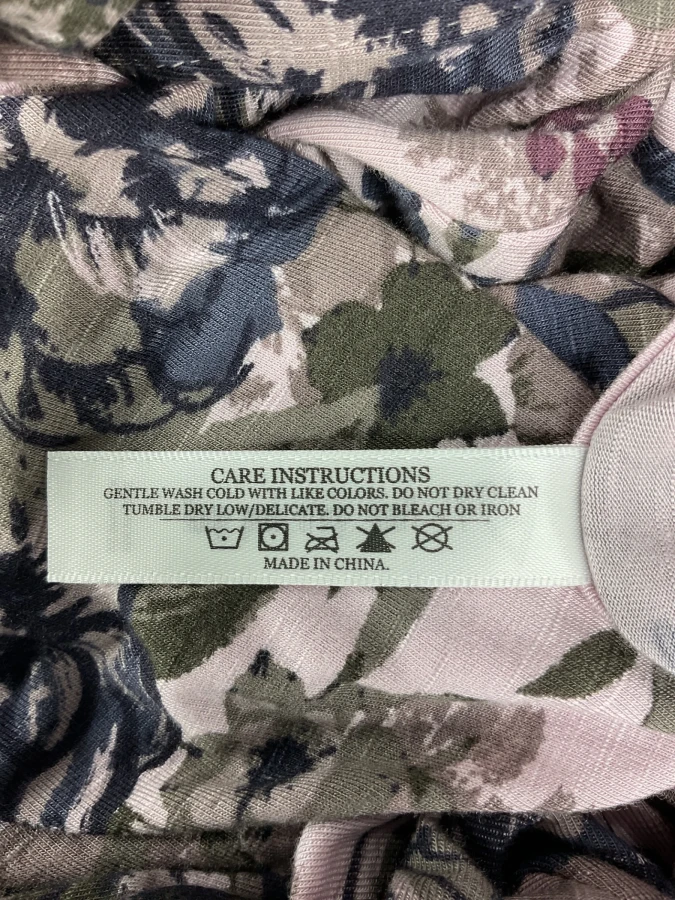 CARE INSTRUCTIONS
GENTLE WASH COLD WITH LIKE COLORS. DO NOT DRY CLEAN
TUMBLE DRY LOW/DELICATE. DO NOT BLEACH OR IRON
MADE IN CHINA.